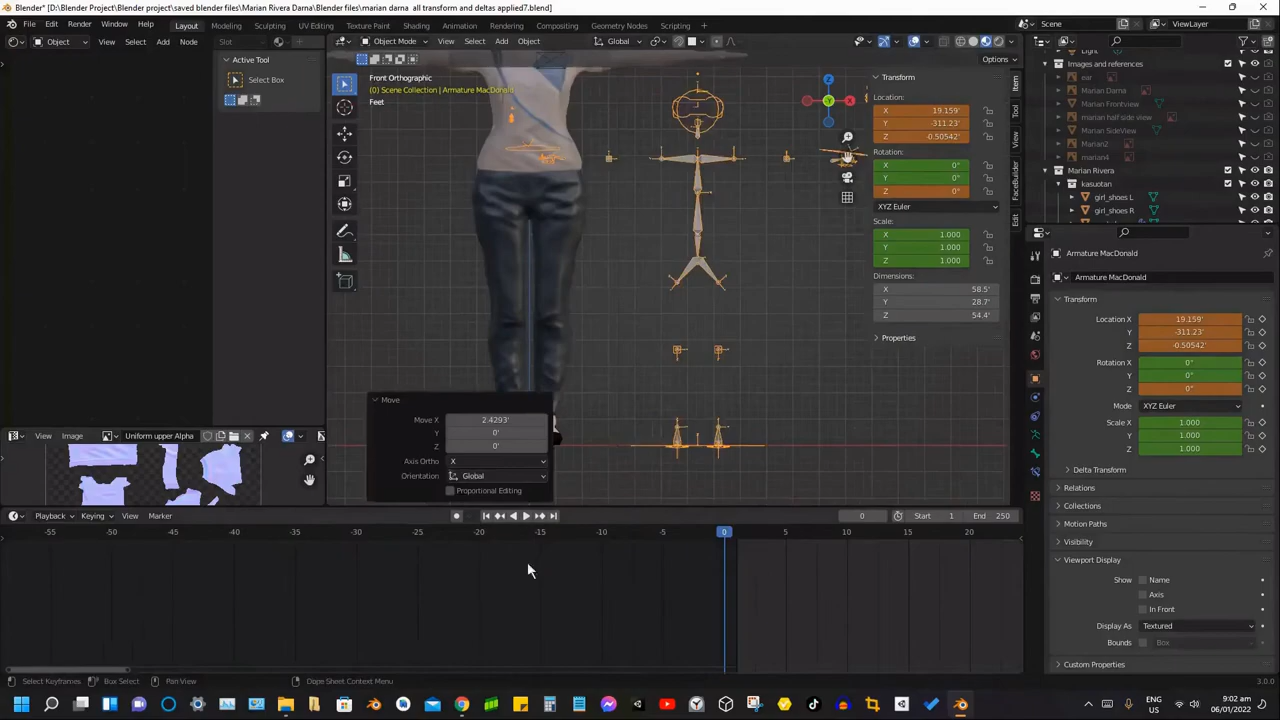 Blender* [D:\Blender Project\saved blender files\Marian Rivera Darna\Blender files\marian darna  all transform and deltas applied7.blend]
File Edit Render Window Help Layout Modeling Sculpting UV Editing Texture Paint Shading Animation Rendering Compositing Geometry Nodes Scripting Scene ViewLayer
Object View Select Add Node Slot Object Mode View Select Add Object Global
Options
Active Tool
Select Box
Front Orthographic
(0) Scene Collection | Armature MacDonald
Feet
Transform
Location:
X 19.159'
Y -311.23'
Z -0.50542'
Rotation:
X 0°
Y 0°
Z 0°
XYZ Euler
Scale:
X 1.000
Y 1.000
Z 1.000
Dimensions:
X 58.5'
Y 28.7'
Z 54.4'
Properties
Item
Tool
View
FaceBuilder
Edit
Z
Y
X
Light
Images and references
ear
Marian Darna
Marian Frontview
marian half side view
Marian SideView
Marian2
marian4
Marian Rivera
kasuotan
girl_shoes L
girl_shoes R
Armature MacDonald
Armature MacDonald
Transform
Location X 19.159'
Y -311.23'
Z -0.50542'
Rotation X 0°
Y 0°
Z 0°
Mode XYZ Euler
Scale X 1.000
Y 1.000
Z 1.000
Delta Transform
Relations
Collections
Motion Paths
Visibility
Viewport Display
Show Name
Axis
In Front
Display As Textured
Bounds Box
Custom Properties
Move
Move X 2.4293'
Y 0'
Z 0'
Axis Ortho X
Orientation Global
Proportional Editing
View Image Uniform upper Alpha
Playback Keying View Marker 0 Start 1 End 250
-55 -50 -45 -40 -35 -30 -25 -20 -15 -10 -5 0 5 10 15 20
Select Keyframes Box Select Pan View Dope Sheet Context Menu 3.0.0
ENG
US
9:02 am
06/01/2022